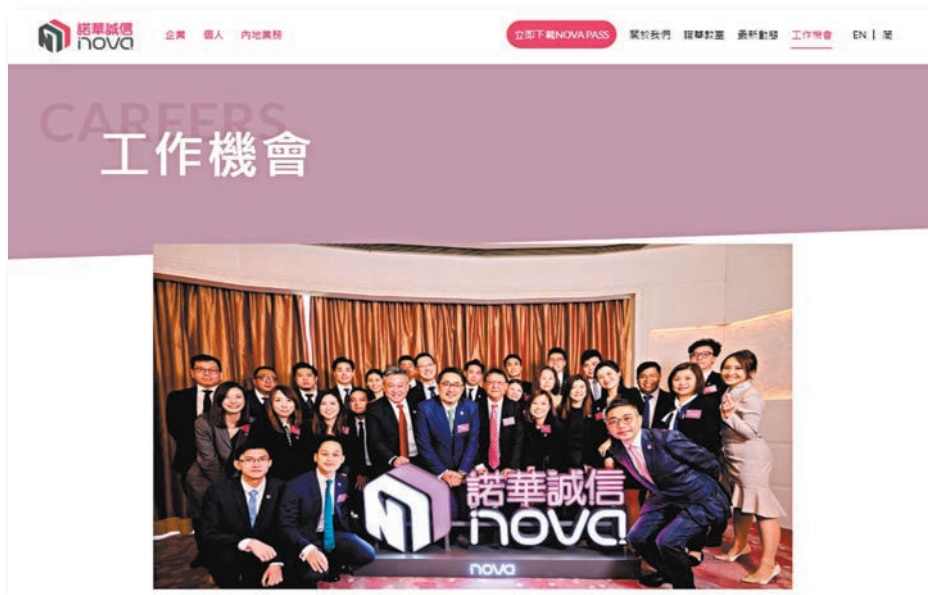 諾華誠信
nova
企業 個人 內地業務
立即下載NOVA PASS 關於我們 諾華教室 最新動態 工作機會 EN | 簡
CAREERS
工作機會
諾華誠信
nova
nova